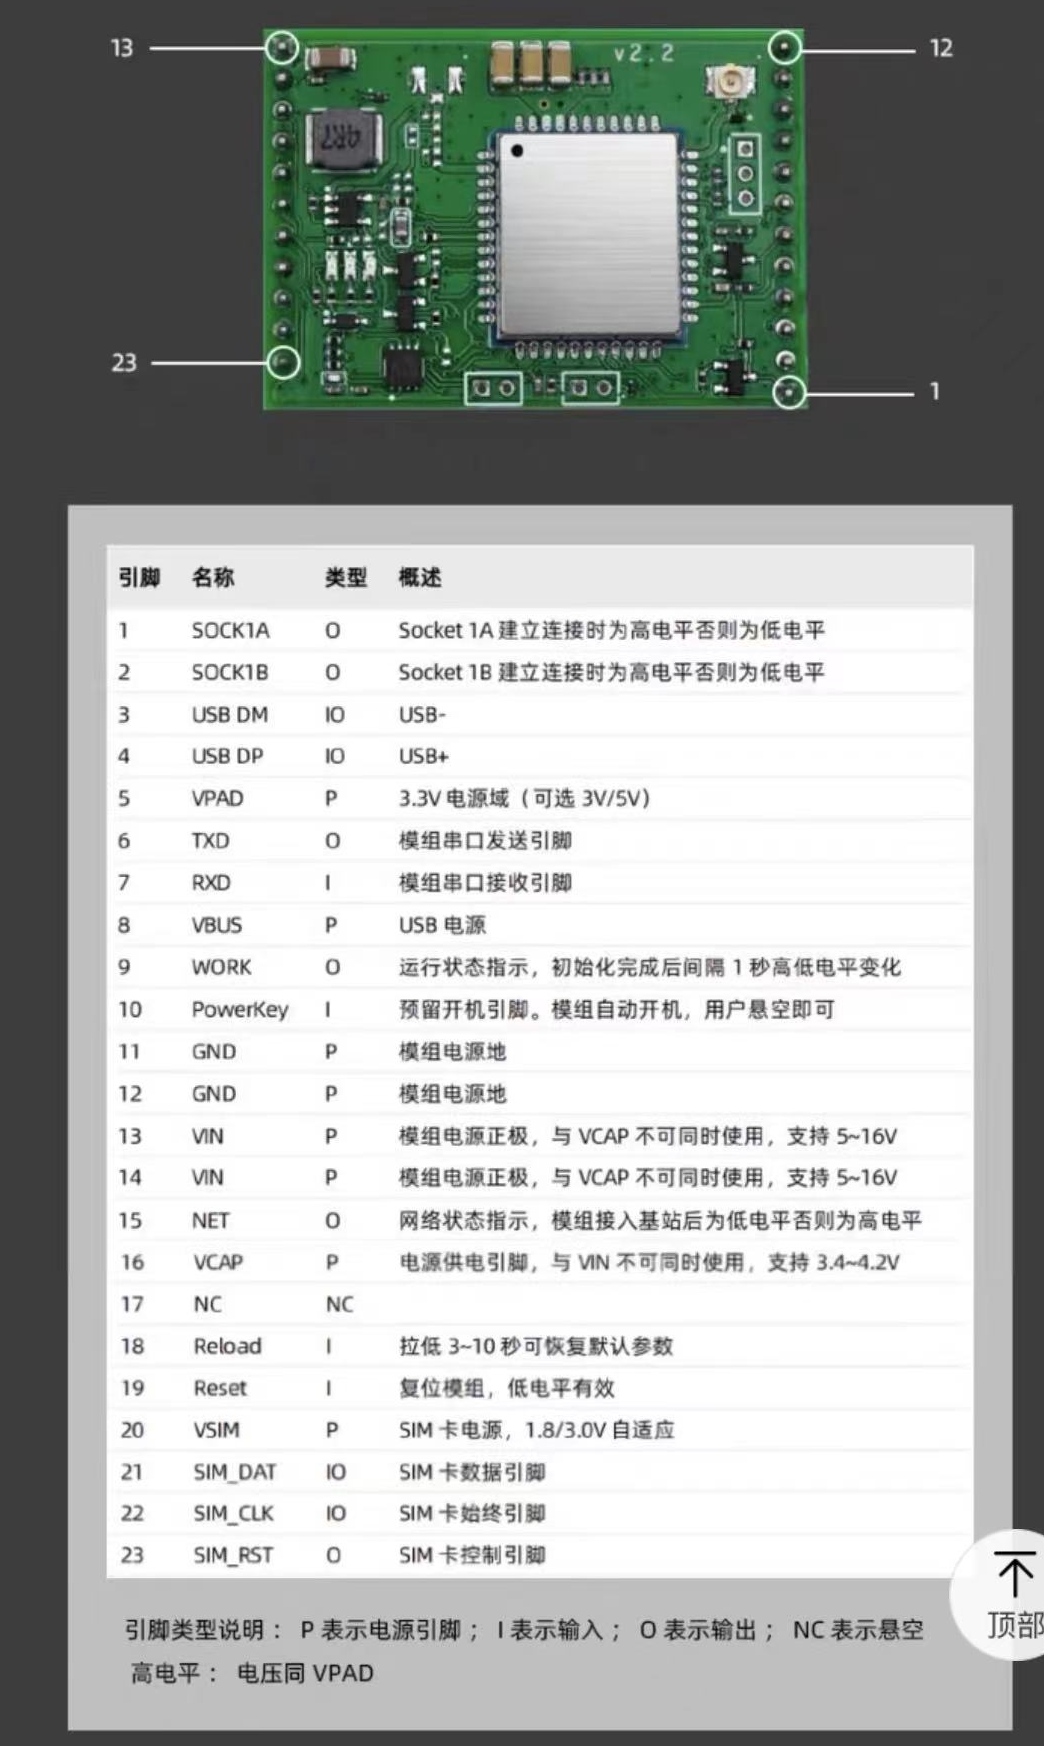 13
v2.2
12
4R7
23
1
引脚 名称 类型 概述
1 SOCK1A O Socket 1A 建立连接时为高电平否则为低电平
2 SOCK1B O Socket 1B 建立连接时为高电平否则为低电平
3 USB DM IO USB-
4 USB DP IO USB+
5 VPAD P 3.3V 电源域（可选 3V/5V）
6 TXD O 模组串口发送引脚
7 RXD I 模组串口接收引脚
8 VBUS P USB 电源
9 WORK O 运行状态指示，初始化完成后间隔 1 秒高低电平变化
10 PowerKey I 预留开机引脚。模组自动开机，用户悬空即可
11 GND P 模组电源地
12 GND P 模组电源地
13 VIN P 模组电源正极，与 VCAP 不可同时使用，支持 5~16V
14 VIN P 模组电源正极，与 VCAP 不可同时使用，支持 5~16V
15 NET O 网络状态指示，模组接入基站后为低电平否则为高电平
16 VCAP P 电源供电引脚，与 VIN 不可同时使用，支持 3.4~4.2V
17 NC NC
18 Reload I 拉低 3~10 秒可恢复默认参数
19 Reset I 复位模组，低电平有效
20 VSIM P SIM 卡电源，1.8/3.0V 自适应
21 SIM_DAT IO SIM 卡数据引脚
22 SIM_CLK IO SIM 卡始终引脚
23 SIM_RST O SIM 卡控制引脚
引脚类型说明： P 表示电源引脚； I 表示输入； O 表示输出； NC 表示悬空
高电平： 电压同 VPAD
顶部